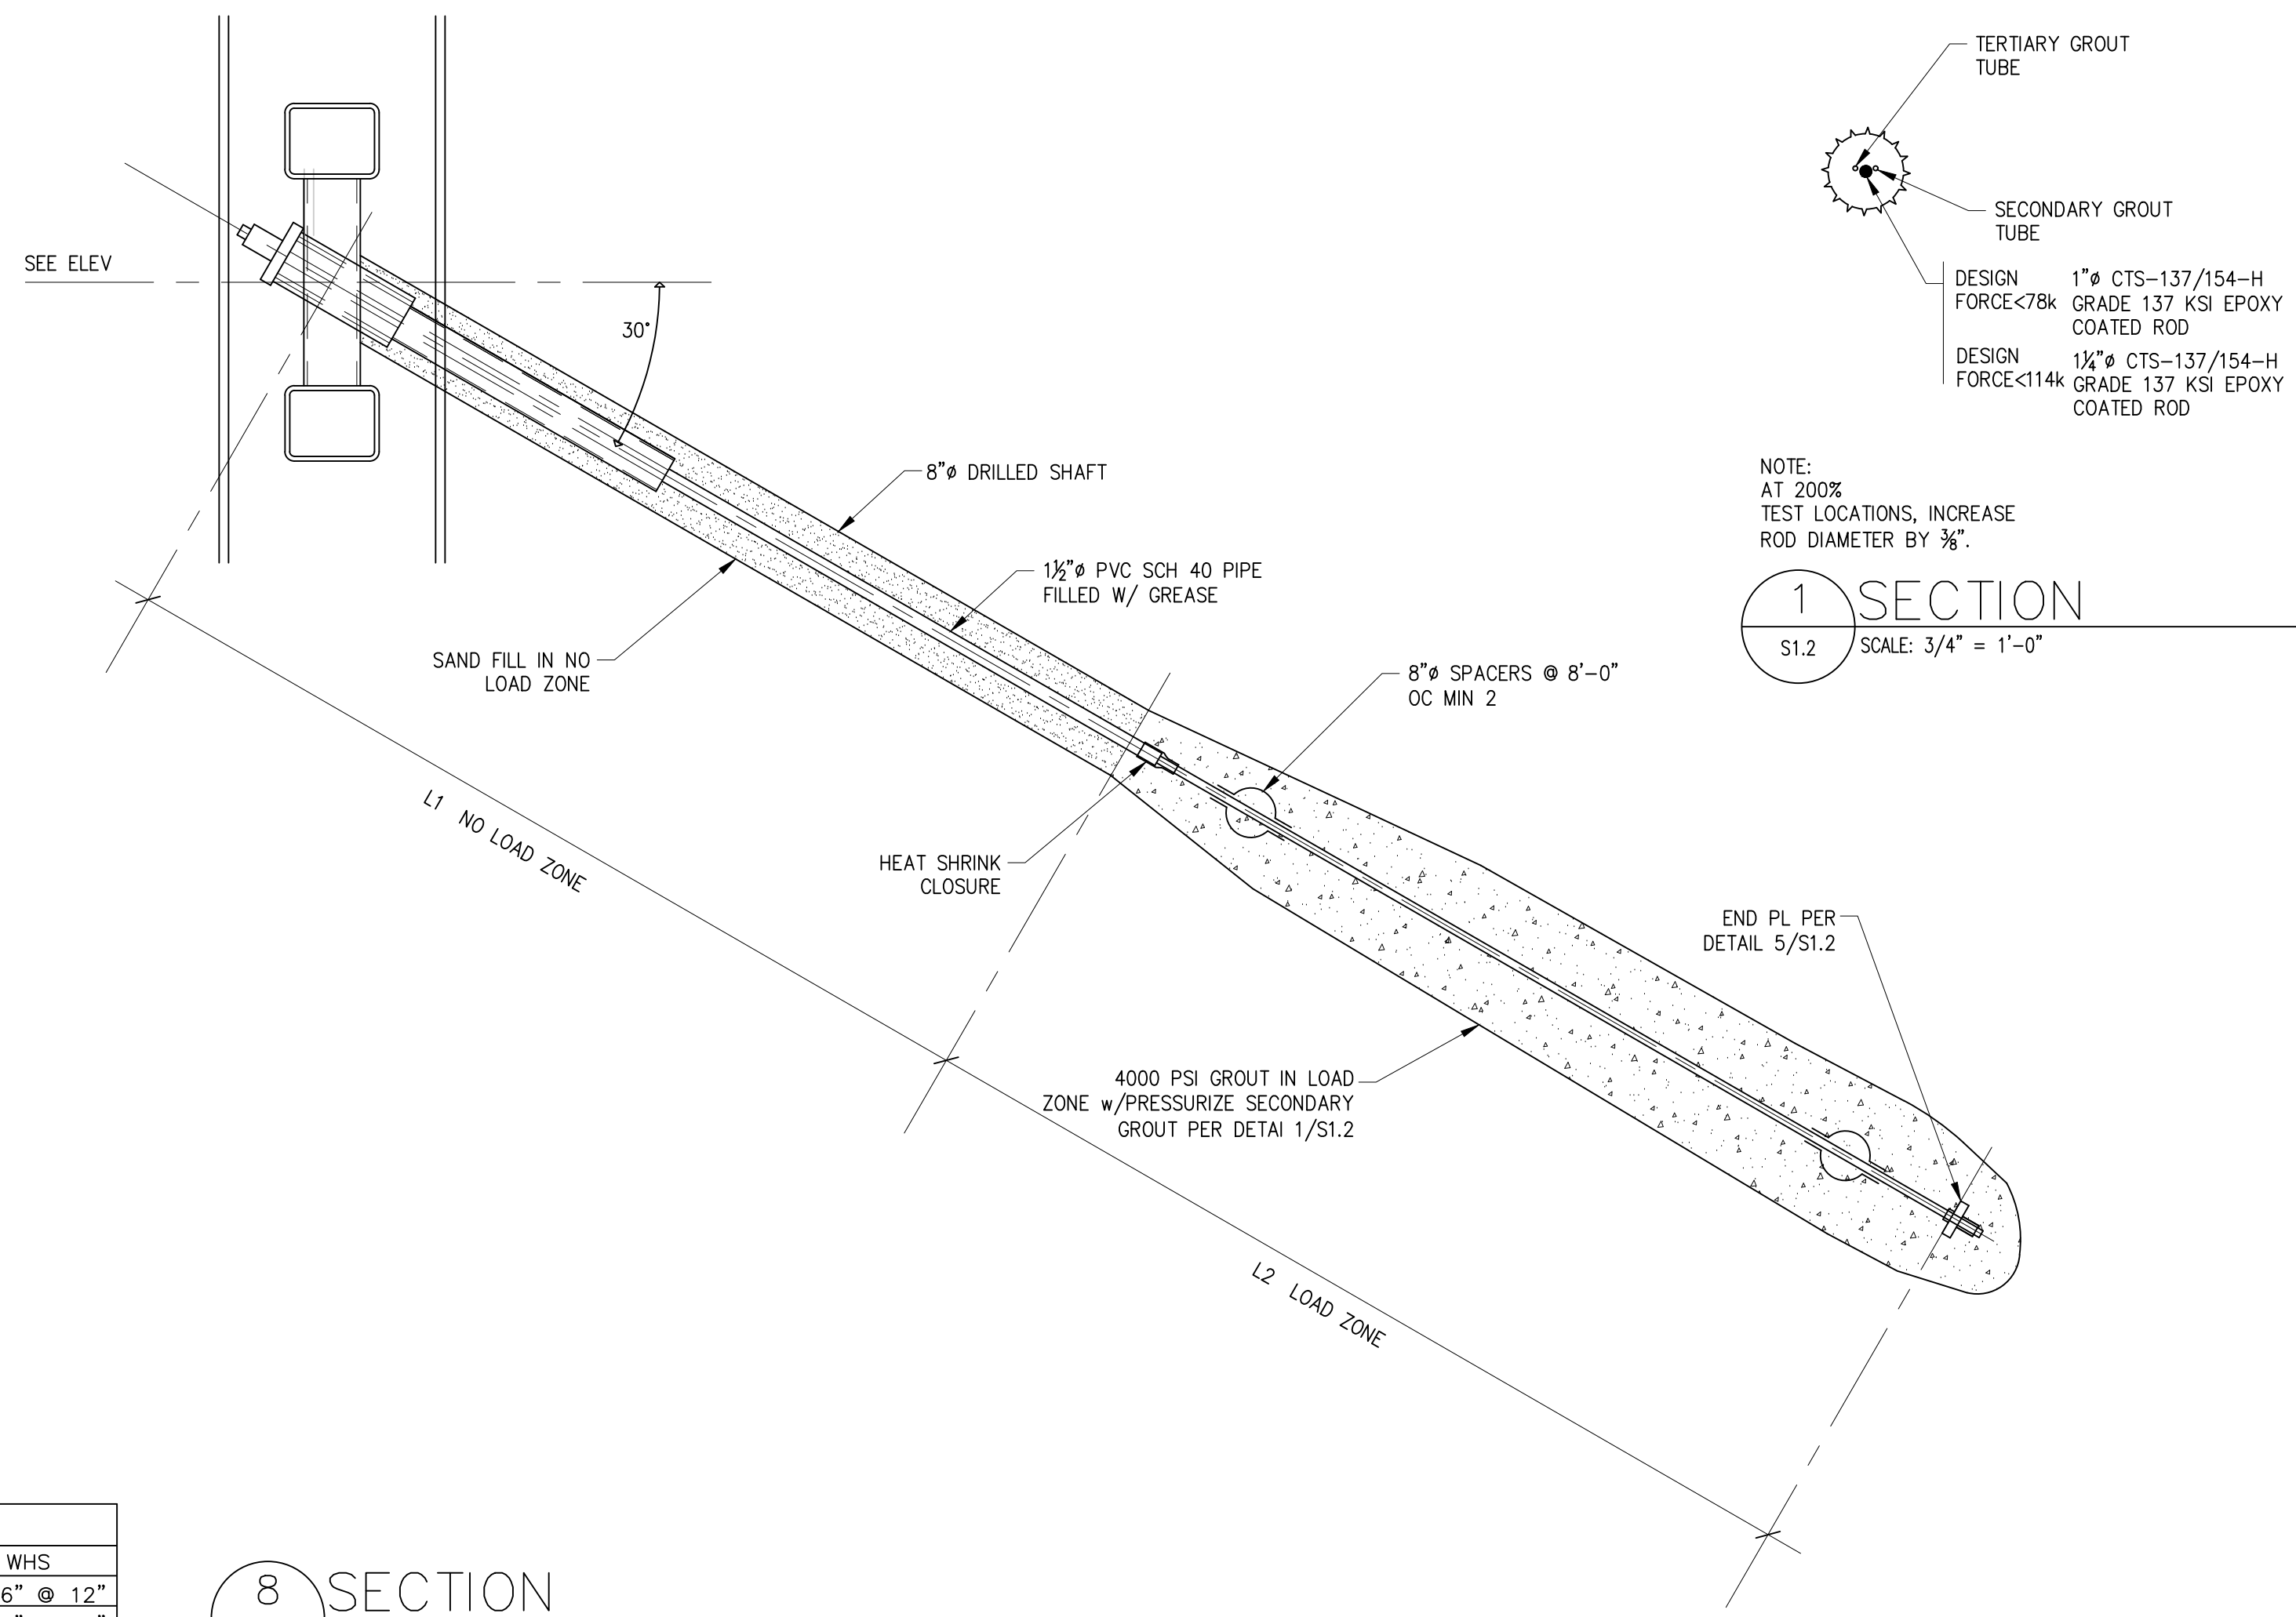 TERTIARY GROUT
TUBE
SECONDARY GROUT
TUBE
SEE ELEV
30°
DESIGN
FORCE<78k
1"ø CTS-137/154-H
GRADE 137 KSI EPOXY
COATED ROD
DESIGN
FORCE<114k
1¼"ø CTS-137/154-H
GRADE 137 KSI EPOXY
COATED ROD
NOTE:
AT 200%
TEST LOCATIONS, INCREASE
ROD DIAMETER BY ⅜".
1
S1.2
SECTION
SCALE: 3/4" = 1'-0"
8"ø DRILLED SHAFT
1½"ø PVC SCH 40 PIPE
FILLED W/ GREASE
SAND FILL IN NO
LOAD ZONE
8"ø SPACERS @ 8'-0"
OC MIN 2
L1 NO LOAD ZONE
HEAT SHRINK
CLOSURE
END PL PER
DETAIL 5/S1.2
4000 PSI GROUT IN LOAD
ZONE w/PRESSURIZE SECONDARY
GROUT PER DETAI 1/S1.2
L2 LOAD ZONE
WHS
6" @ 12"
8
SECTION